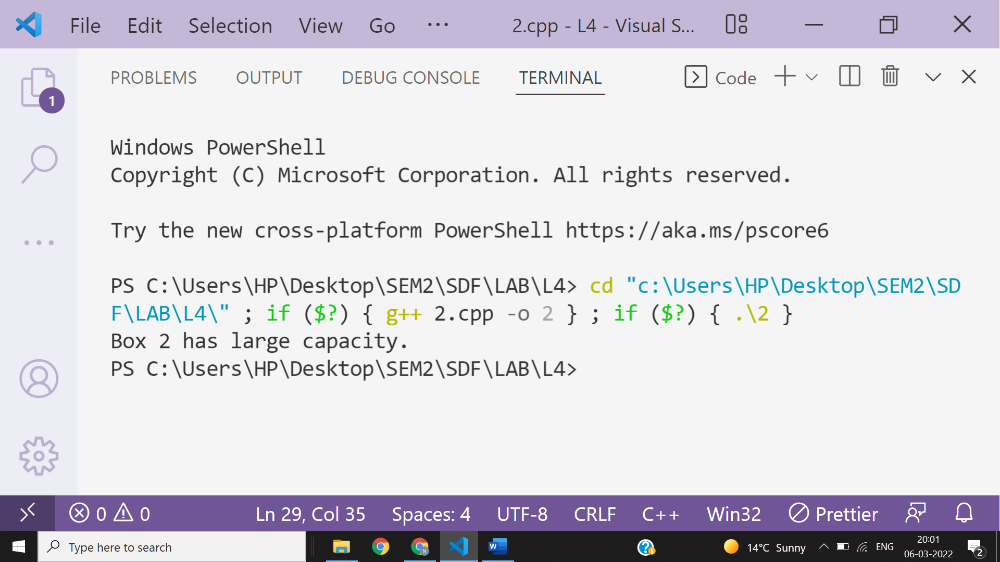 File Edit Selection View Go ··· 2.cpp - L4 - Visual S...
PROBLEMS OUTPUT DEBUG CONSOLE TERMINAL Code
1
Windows PowerShell
Copyright (C) Microsoft Corporation. All rights reserved.
Try the new cross-platform PowerShell https://aka.ms/pscore6
PS C:\Users\HP\Desktop\SEM2\SDF\LAB\L4> cd "c:\Users\HP\Desktop\SEM2\SD
F\LAB\L4\" ; if ($?) { g++ 2.cpp -o 2 } ; if ($?) { .\2 }
Box 2 has large capacity.
PS C:\Users\HP\Desktop\SEM2\SDF\LAB\L4>
0 0 Ln 29, Col 35 Spaces: 4 UTF-8 CRLF C++ Win32 Prettier
Type here to search N W 14°C Sunny ENG 20:01
06-03-2022 2